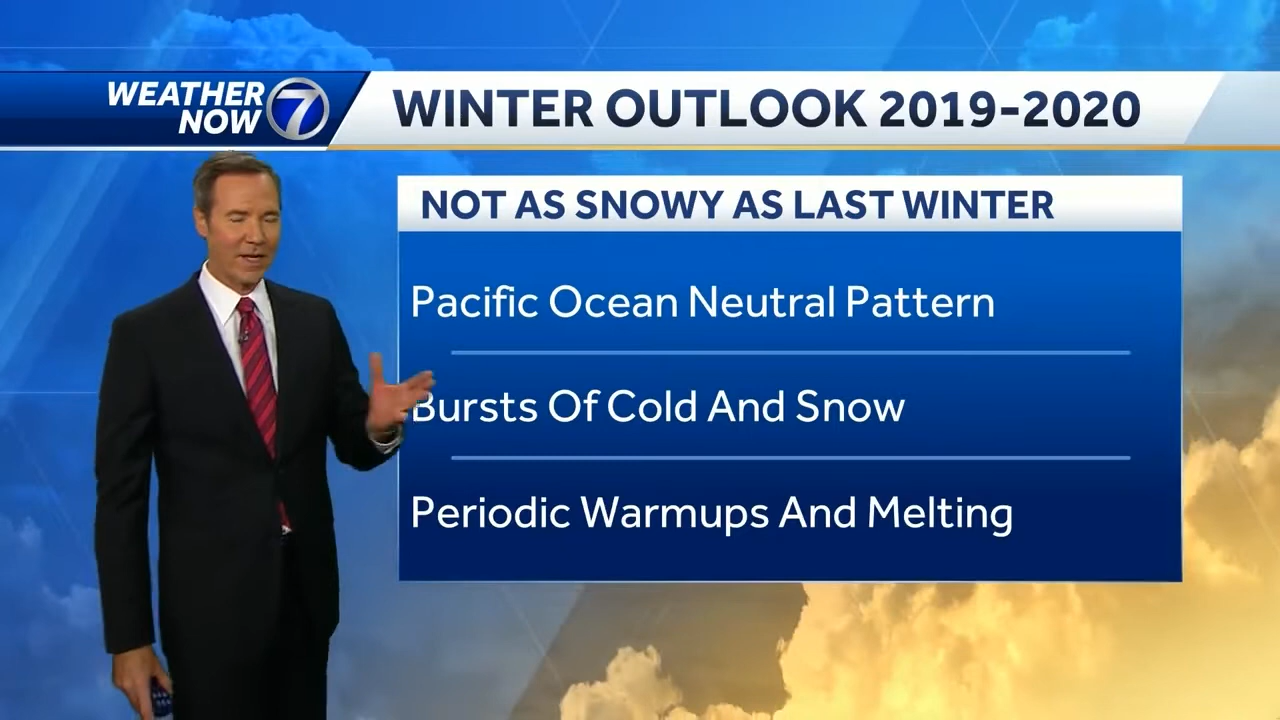 WEATHER
NOW 7
WINTER OUTLOOK 2019-2020
NOT AS SNOWY AS LAST WINTER
Pacific Ocean Neutral Pattern
Bursts Of Cold And Snow
Periodic Warmups And Melting